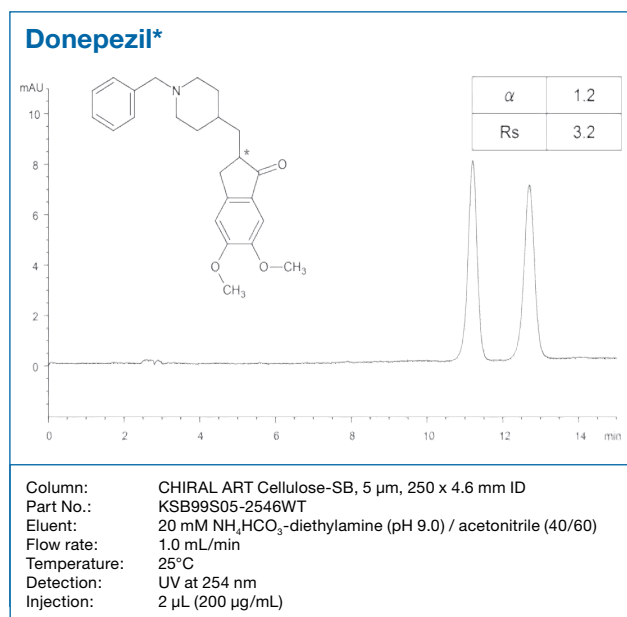 Donepezil*
mAU
α 1.2
Rs 3.2
10
8
6
4
2
0
0 2 4 6 8 10 12 14 min
N
*
O
O
CH₃
O—CH₃
Column: CHIRAL ART Cellulose-SB, 5 µm, 250 x 4.6 mm ID
Part No.: KSB99S05-2546WT
Eluent: 20 mM NH₄HCO₃-diethylamine (pH 9.0) / acetonitrile (40/60)
Flow rate: 1.0 mL/min
Temperature: 25°C
Detection: UV at 254 nm
Injection: 2 µL (200 µg/mL)